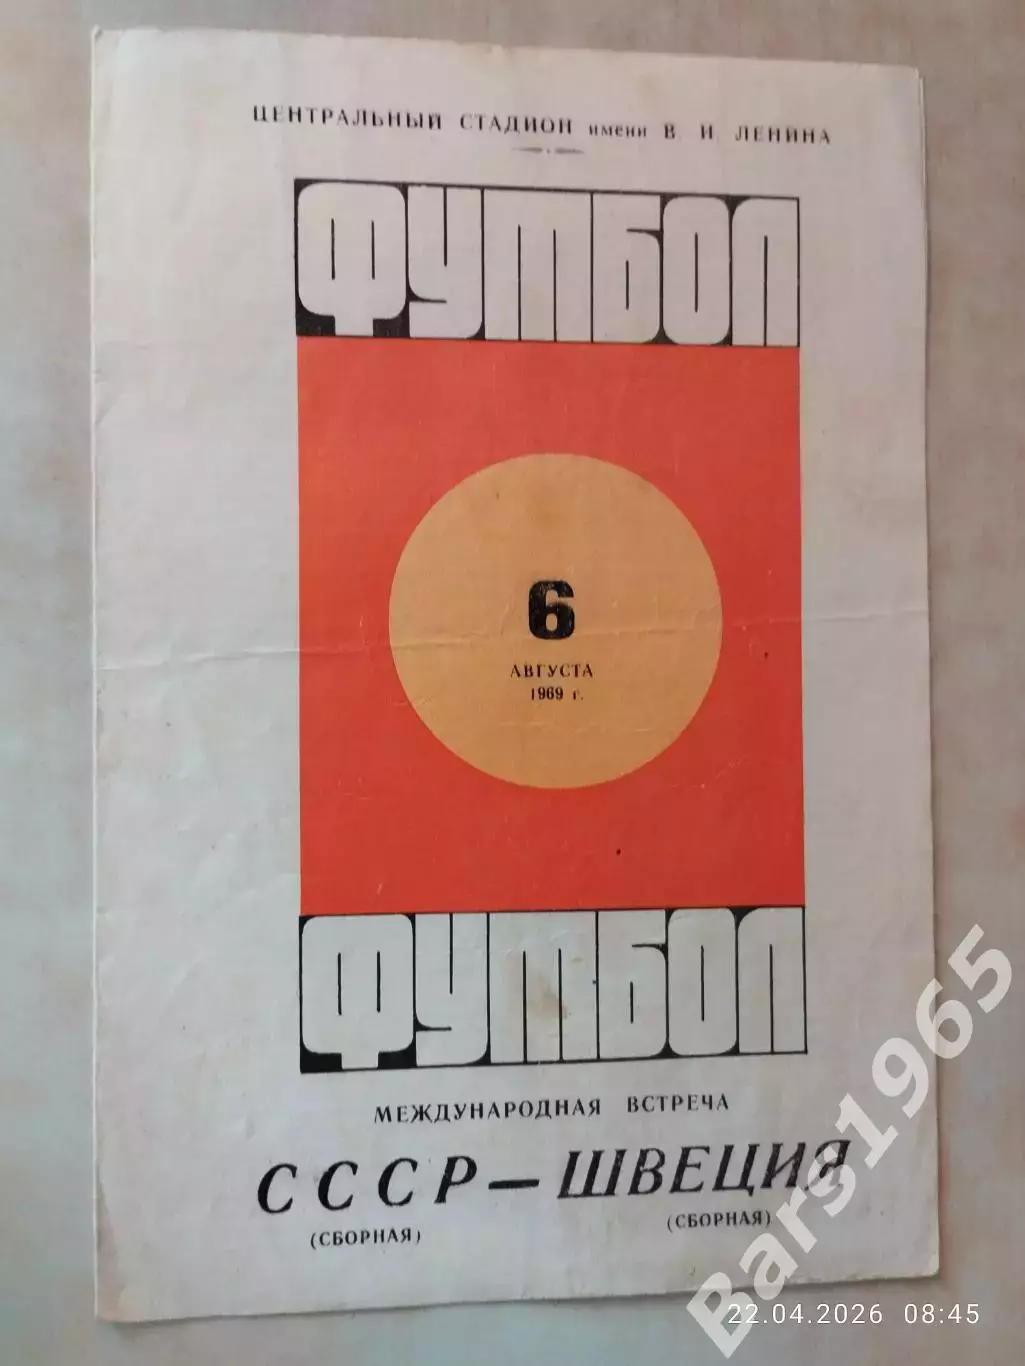 ЦЕНТРАЛЬНЫЙ СТАДИОН имени В. И. ЛЕНИНА
ФУТБОЛ
6
АВГУСТА
1969 г.
ФУТБОЛ
МЕЖДУНАРОДНАЯ ВСТРЕЧА
СССР — ШВЕЦИЯ
(СБОРНАЯ) (СБОРНАЯ)
Bars1965
22.04.2026 08:45